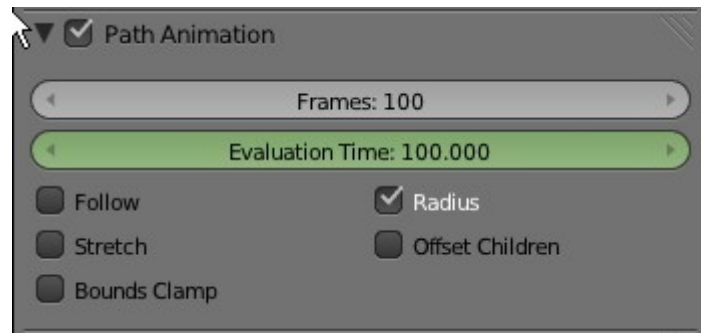 Path Animation
Frames: 100
Evaluation Time: 100.000
Follow
Radius
Stretch
Offset Children
Bounds Clamp